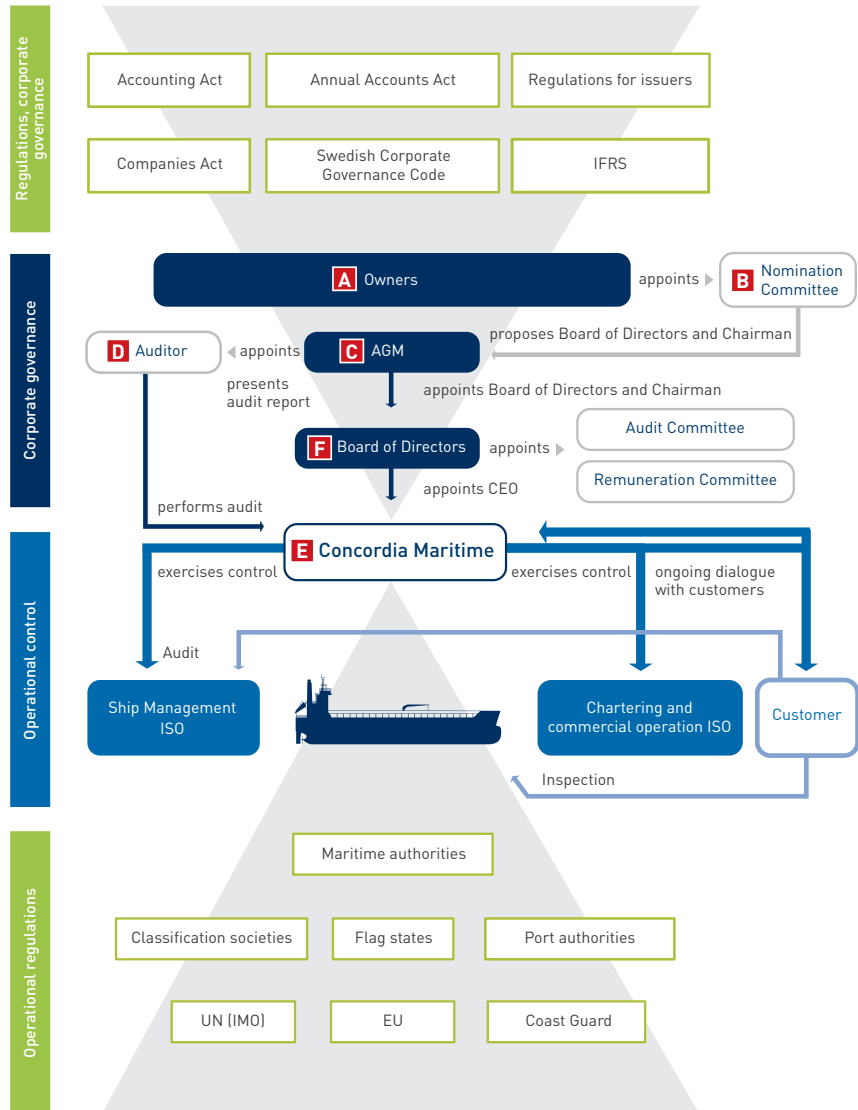 Regulations, corporate
governance
Accounting Act
Annual Accounts Act
Regulations for issuers
Companies Act
Swedish Corporate
Governance Code
IFRS
Corporate governance
A Owners
appoints
B Nomination
Committee
proposes Board of Directors and Chairman
D Auditor
appoints
C AGM
presents
audit report
appoints Board of Directors and Chairman
F Board of Directors
appoints
Audit Committee
Remuneration Committee
appoints CEO
performs audit
Operational control
E Concordia Maritime
exercises control
exercises control
ongoing dialogue
with customers
Audit
Ship Management
ISO
Chartering and
commercial operation ISO
Customer
Inspection
Operational regulations
Maritime authorities
Classification societies
Flag states
Port authorities
UN (IMO)
EU
Coast Guard